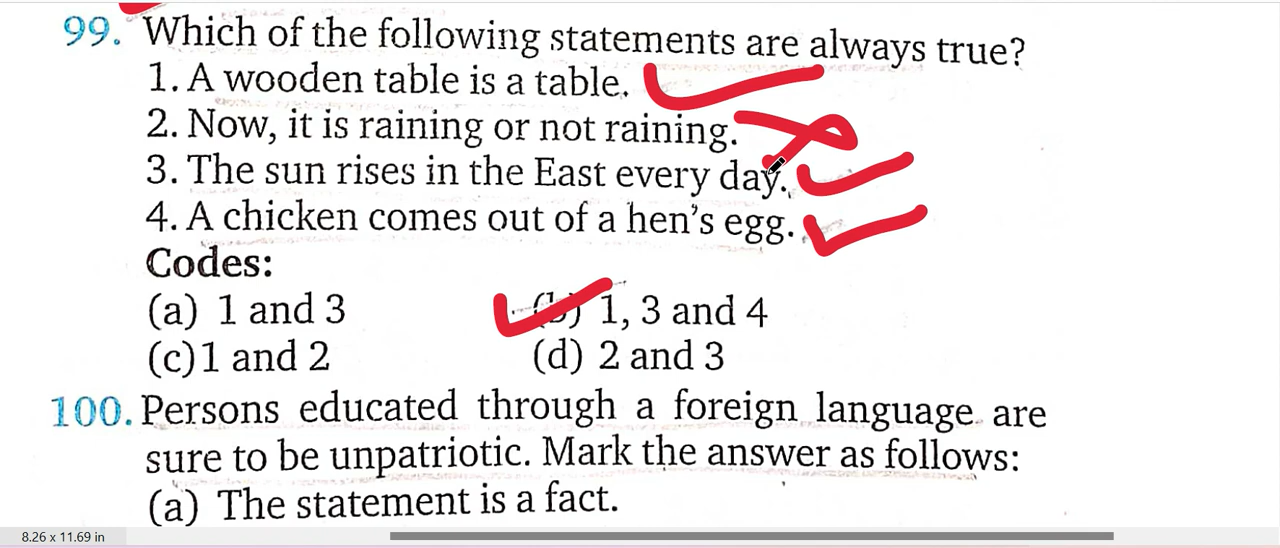 99. Which of the following statements are always true?
1. A wooden table is a table.
2. Now, it is raining or not raining.
3. The sun rises in the East every day.
4. A chicken comes out of a hen's egg.
Codes:
(a) 1 and 3 (b) 1, 3 and 4
(c) 1 and 2 (d) 2 and 3
100. Persons educated through a foreign language are
sure to be unpatriotic. Mark the answer as follows:
(a) The statement is a fact.
8.26 x 11.69 in